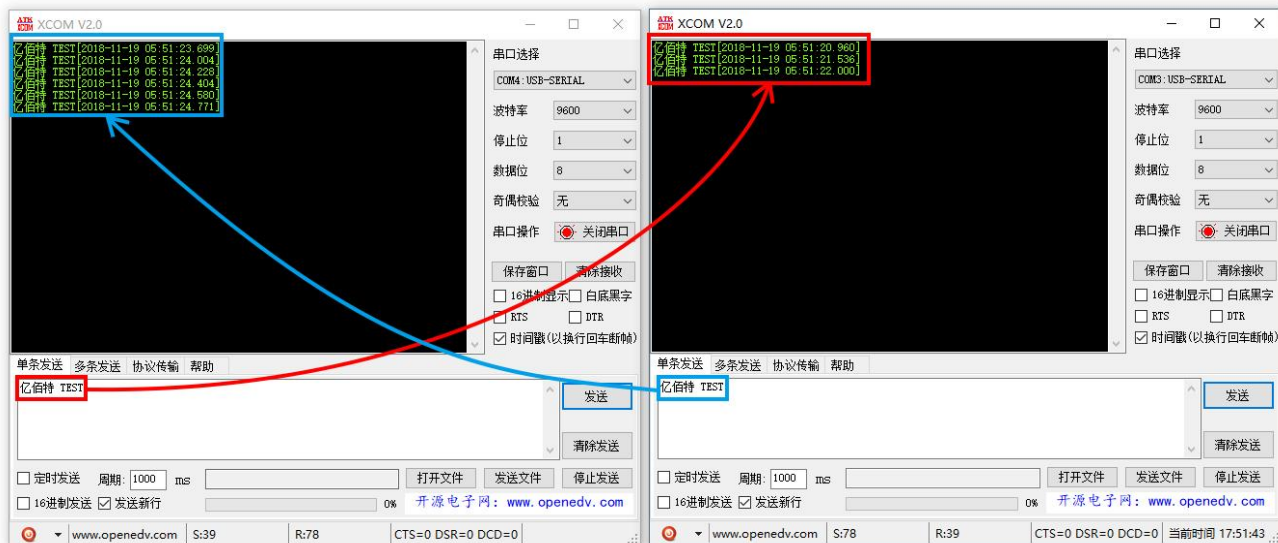 ATK XCOM XCOM V2.0
亿佰特 TEST[2018-11-19 05:51:23.699]
亿佰特 TEST[2018-11-19 05:51:24.004]
亿佰特 TEST[2018-11-19 05:51:24.228]
亿佰特 TEST[2018-11-19 05:51:24.404]
亿佰特 TEST[2018-11-19 05:51:24.580]
亿佰特 TEST[2018-11-19 05:51:24.771]
串口选择
COM4:USB-SERIAL
波特率 9600
停止位 1
数据位 8
奇偶校验 无
串口操作 关闭串口
保存窗口 清除接收
16进制显示 白底黑字
RTS DTR
时间戳(以换行回车断帧)
单条发送 多条发送 协议传输 帮助
亿佰特 TEST
发送
清除发送
定时发送 周期: 1000 ms 打开文件 发送文件 停止发送
16进制发送 发送新行 0% 开源电子网: www.openedv.com
www.openedv.com S:39 R:78 CTS=0 DSR=0 DCD=0
ATK XCOM XCOM V2.0
亿佰特 TEST[2018-11-19 05:51:20.960]
亿佰特 TEST[2018-11-19 05:51:21.536]
亿佰特 TEST[2018-11-19 05:51:22.000]
串口选择
COM3:USB-SERIAL
波特率 9600
停止位 1
数据位 8
奇偶校验 无
串口操作 关闭串口
保存窗口 清除接收
16进制显示 白底黑字
RTS DTR
时间戳(以换行回车断帧)
单条发送 多条发送 协议传输 帮助
亿佰特 TEST
发送
清除发送
定时发送 周期: 1000 ms 打开文件 发送文件 停止发送
16进制发送 发送新行 0% 开源电子网: www.openedv.com
www.openedv.com S:78 R:39 CTS=0 DSR=0 DCD=0 当前时间 17:51:43